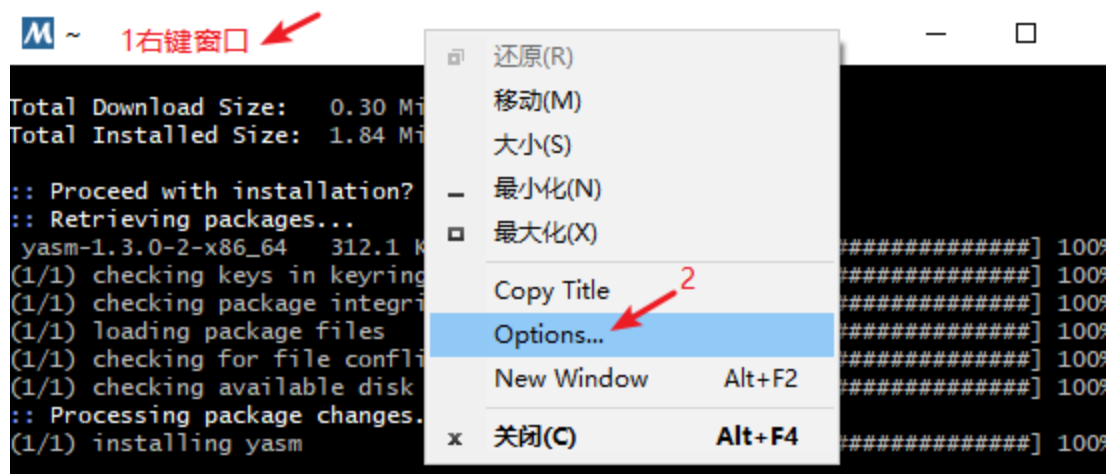 M ~ 1右键窗口
Total Download Size: 0.30 Mi
Total Installed Size: 1.84 Mi
:: Proceed with installation?
:: Retrieving packages...
yasm-1.3.0-2-x86_64 312.1 K ##############] 100%
(1/1) checking keys in keyring ##############] 100%
(1/1) checking package integri ##############] 100%
(1/1) loading package files ##############] 100%
(1/1) checking for file confli ##############] 100%
(1/1) checking available disk ##############] 100%
:: Processing package changes.
(1/1) installing yasm ##############] 100%
还原(R)
移动(M)
大小(S)
最小化(N)
最大化(X)
Copy Title
2
Options...
New Window Alt+F2
x 关闭(C) Alt+F4